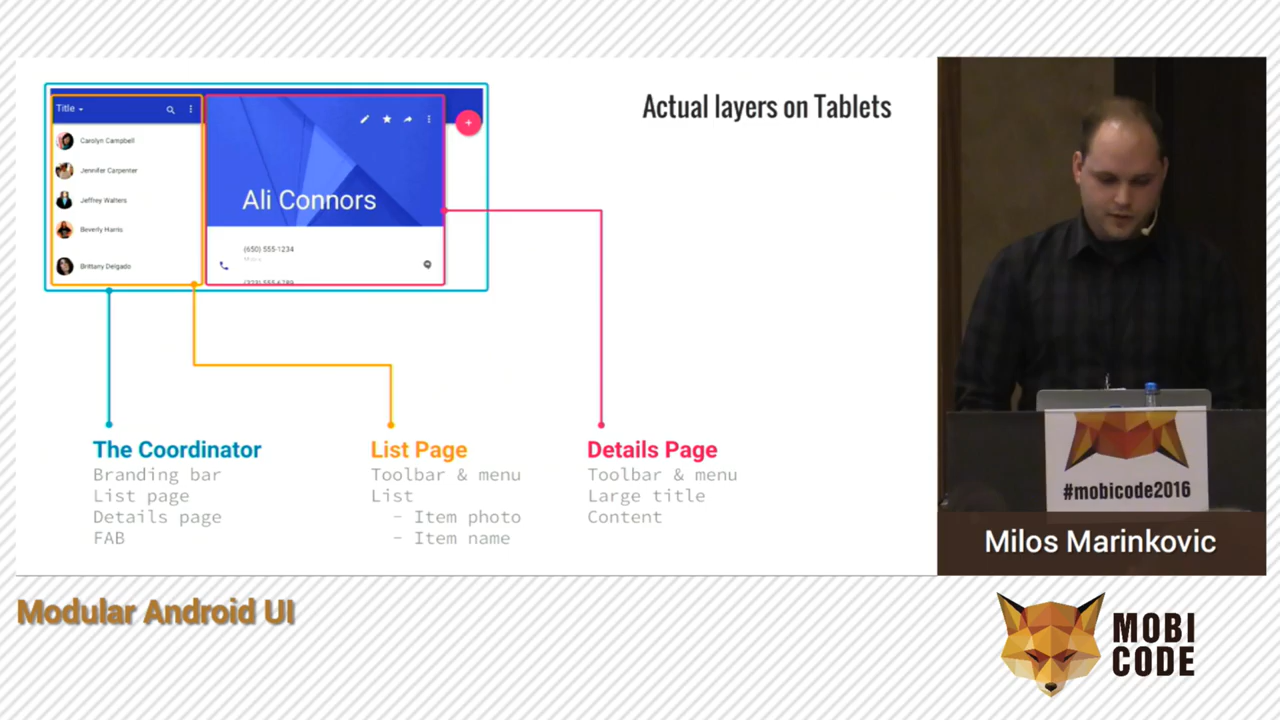 Actual layers on Tablets
Title
Carolyn Campbell
Jennifer Carpenter
Jeffrey Walters
Beverly Harris
Brittany Delgado
Ali Connors
(650) 555-1234
The Coordinator
Branding bar
List page
Details page
FAB
List Page
Toolbar & menu
List
- Item photo
- Item name
Details Page
Toolbar & menu
Large title
Content
#mobicode2016
Milos Marinkovic
Modular Android UI
MOBI
CODE